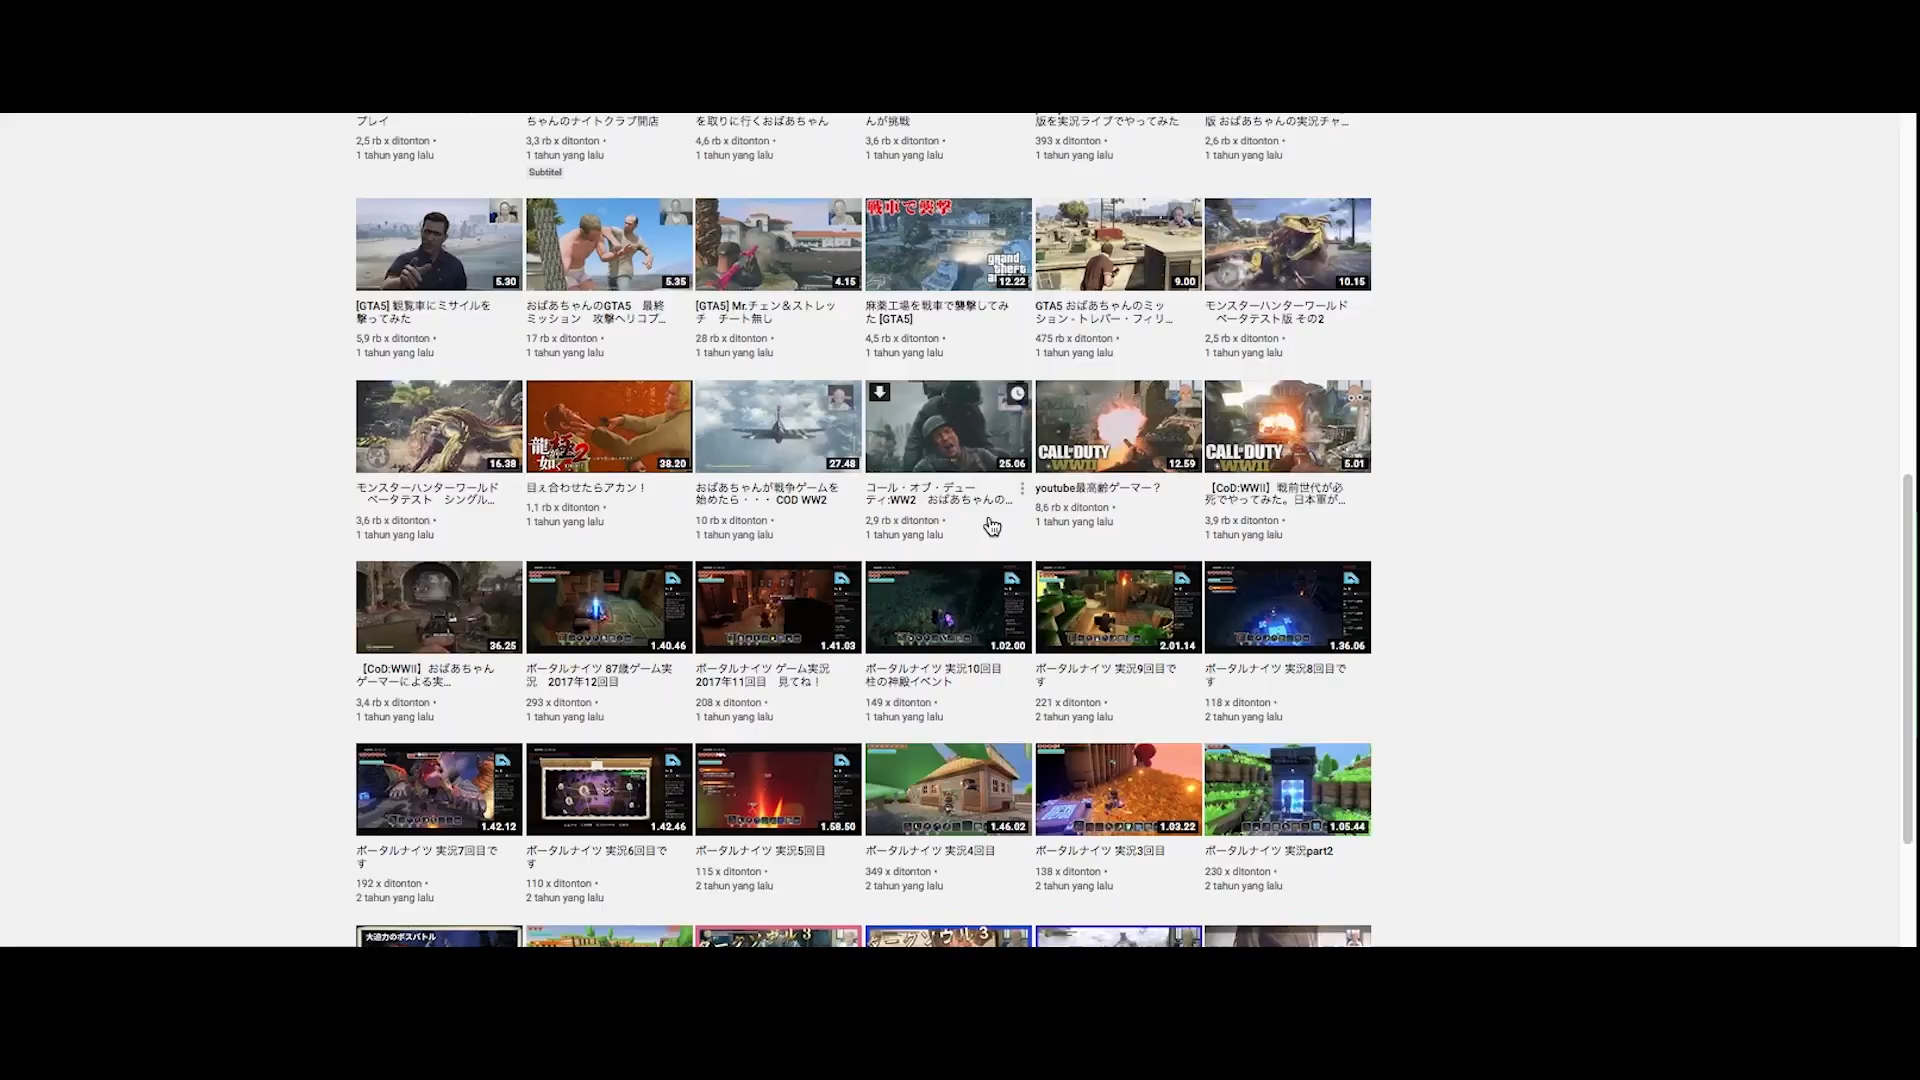 プレイ
ちゃんのナイトクラブ開店
を取りに行くおばあちゃん
んが挑戦
版を実況ライブでやってみた
版 おばあちゃんの実況チャ...
2,5 rb x ditonton •
3,3 rb x ditonton •
4,6 rb x ditonton •
3,6 rb x ditonton •
393 x ditonton •
2,6 rb x ditonton •
1 tahun yang lalu
1 tahun yang lalu
1 tahun yang lalu
1 tahun yang lalu
1 tahun yang lalu
1 tahun yang lalu
Subtitel
戦車で襲撃
grand
theft
5.30
5.35
4.15
12.22
9.00
10.15
[GTA5] 観覧車にミサイルを
撃ってみた
おばあちゃんのGTA5 最終
ミッション 攻撃ヘリコプ...
[GTA5] Mr.チェン＆ストレッ
チ チート無し
麻薬工場を戦車で襲撃してみ
た [GTA5]
GTA5 おばあちゃんのミッ
ション - トレバー・フィリ...
モンスターハンターワールド
ベータテスト版 その2
5,9 rb x ditonton •
17 rb x ditonton •
28 rb x ditonton •
4,5 rb x ditonton •
475 rb x ditonton •
2,5 rb x ditonton •
1 tahun yang lalu
1 tahun yang lalu
1 tahun yang lalu
1 tahun yang lalu
1 tahun yang lalu
1 tahun yang lalu
龍が如く 極2
CALL OF DUTY
WWII
CALL OF DUTY
WWII
16.38
38.20
27.48
25.06
12.59
5.01
モンスターハンターワールド
ベータテスト シングル...
目ぇ合わせたらアカン！
おばあちゃんが戦争ゲームを
始めたら・・・ COD WW2
コール・オブ・デュー
ティ:WW2 おばあちゃんの...
youtube最高齢ゲーマー？
【CoD:WWII】戦前世代が必
死でやってみた。日本軍が...
3,6 rb x ditonton •
1,1 rb x ditonton •
10 rb x ditonton •
2,9 rb x ditonton •
8,6 rb x ditonton •
3,9 rb x ditonton •
1 tahun yang lalu
1 tahun yang lalu
1 tahun yang lalu
1 tahun yang lalu
1 tahun yang lalu
1 tahun yang lalu
36.25
1.40.46
1.41.03
1.02.00
2.01.14
1.36.06
【CoD:WWII】おばあちゃん
ゲーマーによる実...
ポータルナイツ 87歳ゲーム実
況 2017年12回目
ポータルナイツ ゲーム実況
2017年11回目 見てね！
ポータルナイツ 実況10回目
柱の神殿イベント
ポータルナイツ 実況9回目で
す
ポータルナイツ 実況8回目で
す
3,4 rb x ditonton •
293 x ditonton •
208 x ditonton •
149 x ditonton •
221 x ditonton •
118 x ditonton •
1 tahun yang lalu
1 tahun yang lalu
1 tahun yang lalu
1 tahun yang lalu
2 tahun yang lalu
2 tahun yang lalu
1.42.12
1.42.46
1.58.50
1.46.02
1.03.22
1.05.44
ポータルナイツ 実況7回目で
す
ポータルナイツ 実況6回目で
す
ポータルナイツ 実況5回目
ポータルナイツ 実況4回目
ポータルナイツ 実況3回目
ポータルナイツ 実況part2
192 x ditonton •
110 x ditonton •
115 x ditonton •
349 x ditonton •
138 x ditonton •
230 x ditonton •
2 tahun yang lalu
2 tahun yang lalu
2 tahun yang lalu
2 tahun yang lalu
2 tahun yang lalu
2 tahun yang lalu
大迫力のボスバトル
ダークソウル3
ダークソウル3